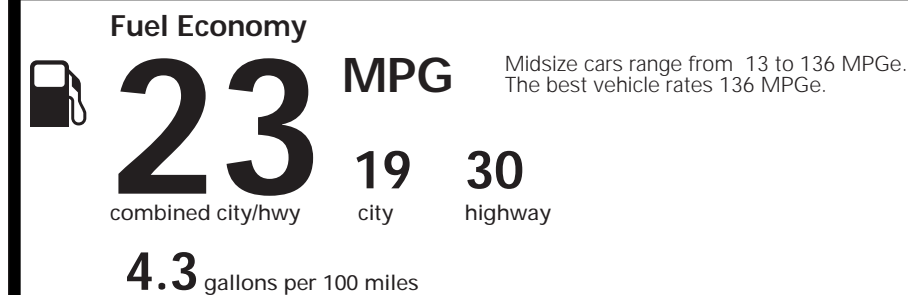 Fuel Economy
23 MPG
Midsize cars range from 13 to 136 MPGe.
The best vehicle rates 136 MPGe.
19 30
combined city/hwy city highway
4.3 gallons per 100 miles